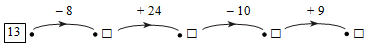 – 8 + 24 – 10 + 9
13